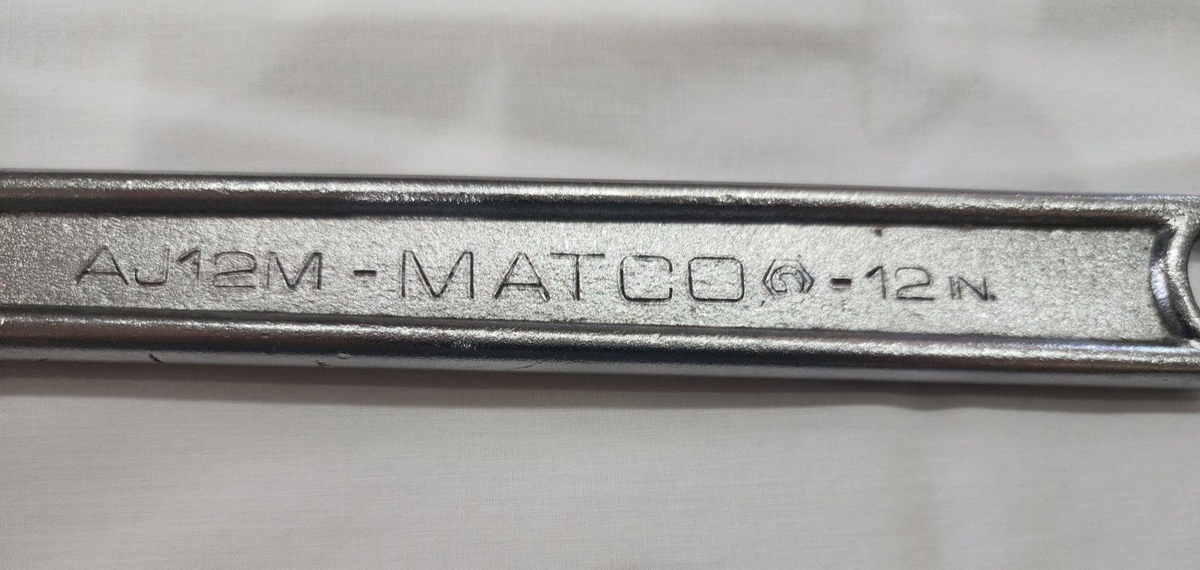 AJ12M - MATCO - 12 IN.